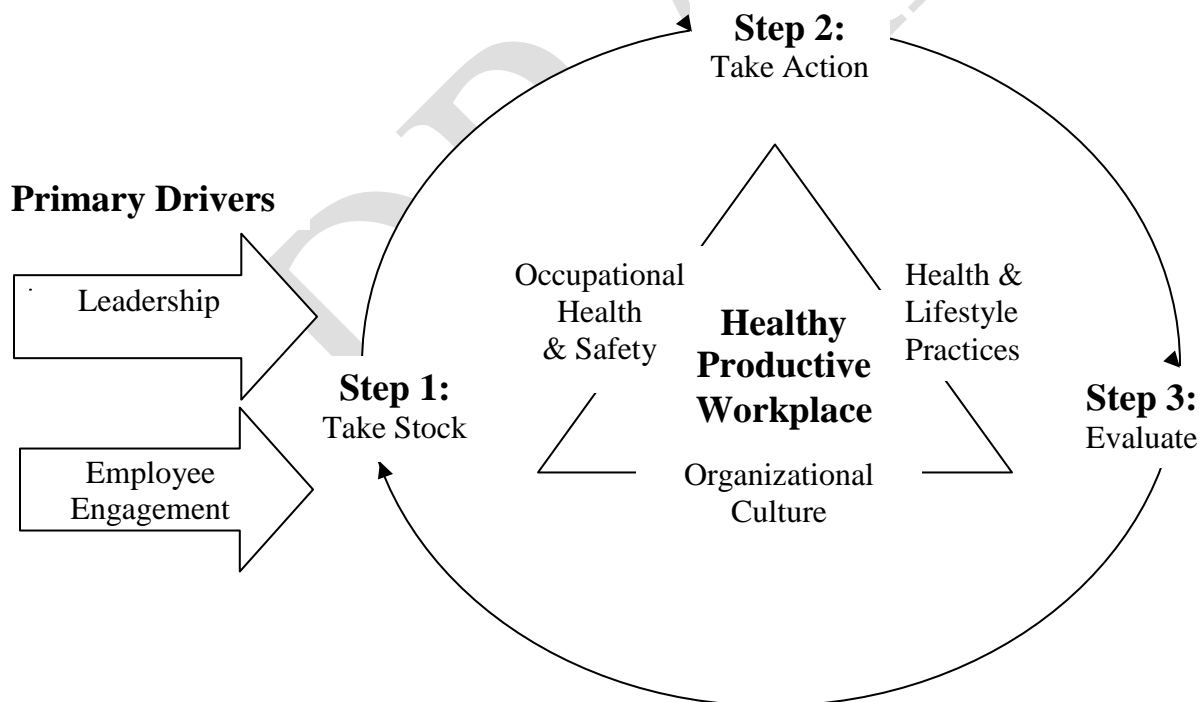 Step 2:
Take Action
Primary Drivers
Leadership
Occupational
Health
& Safety
Health &
Lifestyle
Practices
Healthy
Productive
Workplace
Step 1:
Take Stock
Step 3:
Evaluate
Employee
Engagement
Organizational
Culture